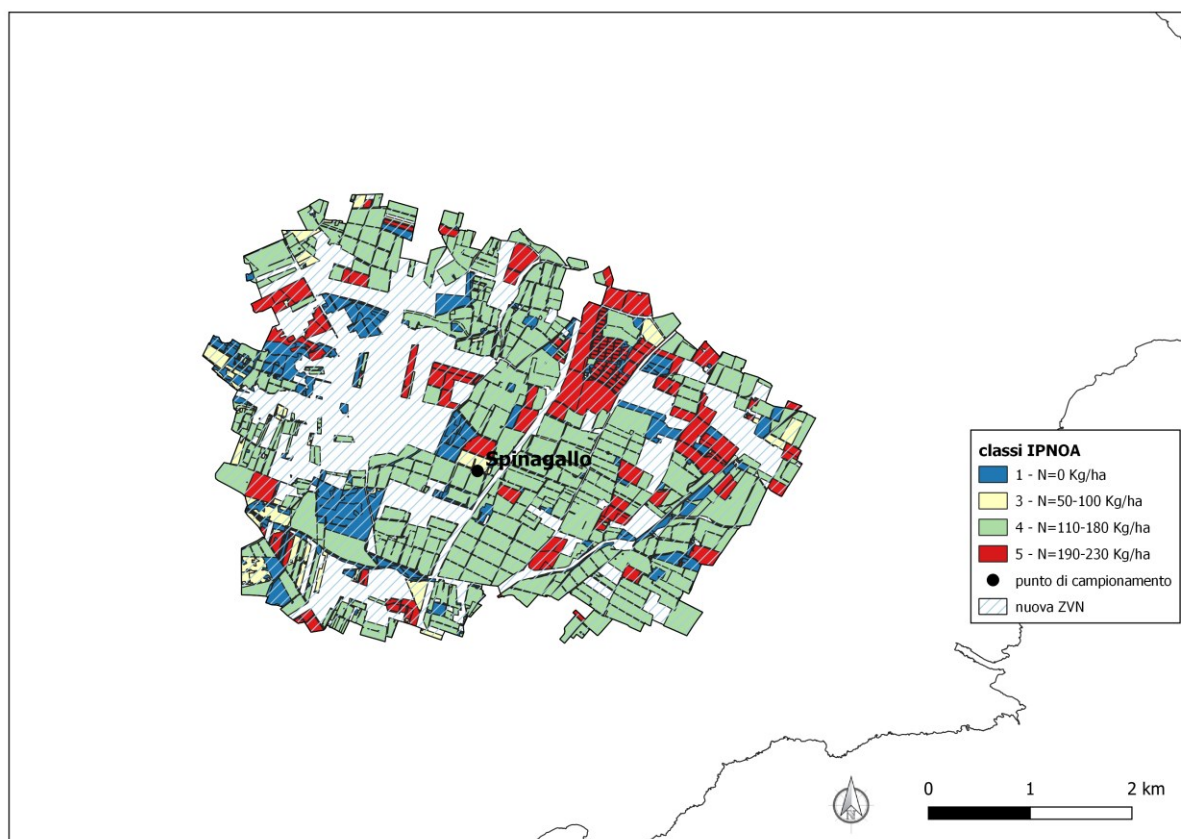 Spinagallo
classi IPNOA
1 - N=0 Kg/ha
3 - N=50-100 Kg/ha
4 - N=110-180 Kg/ha
5 - N=190-230 Kg/ha
punto di campionamento
nuova ZVN
N
0 1 2 km